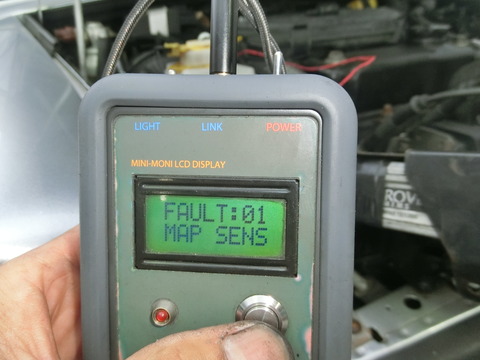 LIGHT LINK POWER
MINI-MONI LCD DISPLAY
FAULT:01
MAP SENS